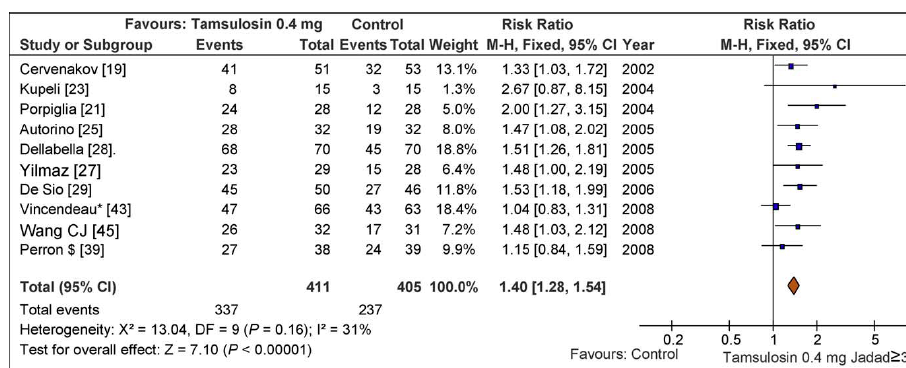 Favours: Tamsulosin 0.4 mg Control Risk Ratio Risk Ratio
Study or Subgroup Events Total Events Total Weight M-H, Fixed, 95% CI Year M-H, Fixed, 95% CI
Cervenakov [19] 41 51 32 53 13.1% 1.33 [1.03, 1.72] 2002
Kupeli [23] 8 15 3 15 1.3% 2.67 [0.87, 8.15] 2004
Porpiglia [21] 24 28 12 28 5.0% 2.00 [1.27, 3.15] 2004
Autorino [25] 28 32 19 32 8.0% 1.47 [1.08, 2.02] 2005
Dellabella [28]. 68 70 45 70 18.8% 1.51 [1.26, 1.81] 2005
Yilmaz [27] 23 29 15 28 6.4% 1.48 [1.00, 2.19] 2005
De Sio [29] 45 50 27 46 11.8% 1.53 [1.18, 1.99] 2006
Vincendeau* [43] 47 66 43 63 18.4% 1.04 [0.83, 1.31] 2008
Wang CJ [45] 26 32 17 31 7.2% 1.48 [1.03, 2.12] 2008
Perron $ [39] 27 38 24 39 9.9% 1.15 [0.84, 1.59] 2008
Total (95% CI) 411 405 100.0% 1.40 [1.28, 1.54]
Total events 337 237
Heterogeneity: X² = 13.04, DF = 9 (P = 0.16); I² = 31%
Test for overall effect: Z = 7.10 (P < 0.00001)
0.2 0.5 1 2 5
Favours: Control Tamsulosin 0.4 mg Jadad≥3